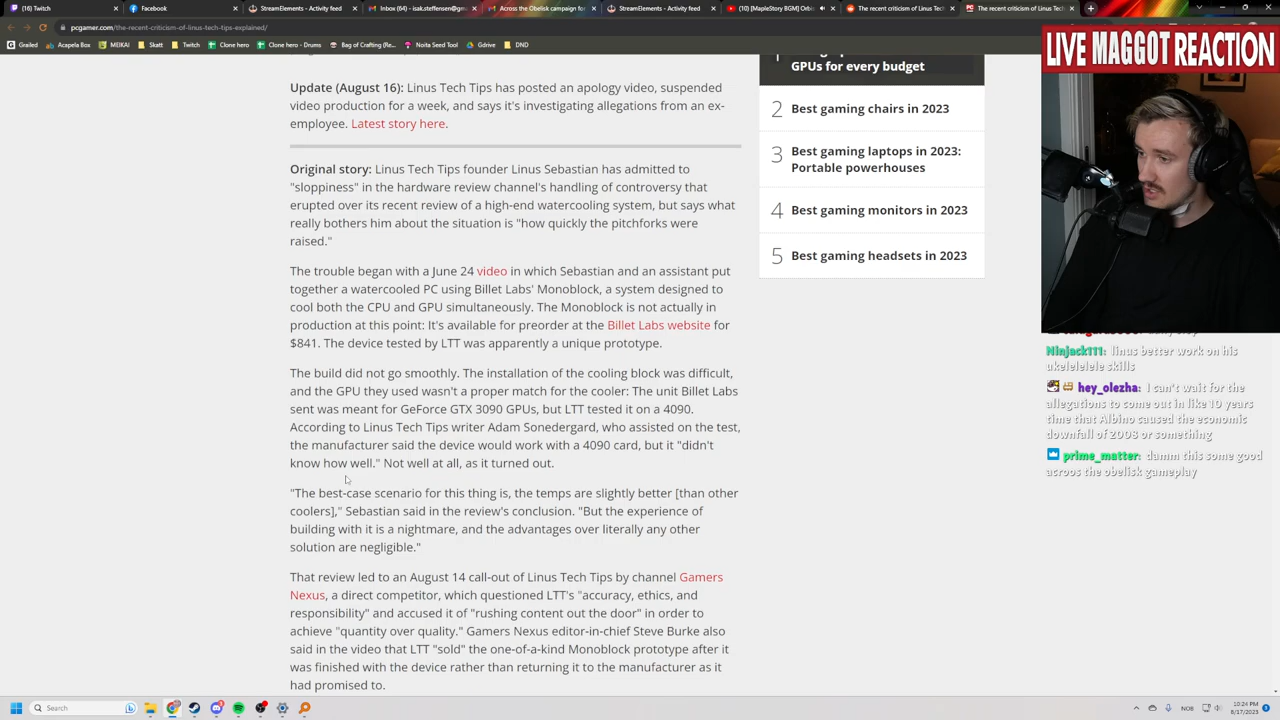 (16) Twitch
Facebook
StreamElements - Activity feed
Inbox (64) - isak.steffensen@gm
Across the Obelisk campaign for
StreamElements - Activity feed
(10) [MapleStory BGM] Orbi
The recent criticism of linus-tech
The recent criticism of Linus Tech
pcgamer.com/the-recent-criticism-of-linus-tech-tips-explained/
Grailed
Acapela Box
MEIKAI
Skatt
Twitch
Clone hero
Clone hero - Drums
Bag of Crafting (Re...
Noita Seed Tool
Gdrive
DND
LIVE MAGGOT REACTION
GPUs for every budget
2 Best gaming chairs in 2023
3 Best gaming laptops in 2023:
Portable powerhouses
4 Best gaming monitors in 2023
5 Best gaming headsets in 2023
Update (August 16): Linus Tech Tips has posted an apology video, suspended
video production for a week, and says it's investigating allegations from an ex-
employee. Latest story here.
Original story: Linus Tech Tips founder Linus Sebastian has admitted to
"sloppiness" in the hardware review channel's handling of controversy that
erupted over its recent review of a high-end watercooling system, but says what
really bothers him about the situation is "how quickly the pitchforks were
raised."
The trouble began with a June 24 video in which Sebastian and an assistant put
together a watercooled PC using Billet Labs' Monoblock, a system designed to
cool both the CPU and GPU simultaneously. The Monoblock is not actually in
production at this point: It's available for preorder at the Billet Labs website for
$841. The device tested by LTT was apparently a unique prototype.
The build did not go smoothly. The installation of the cooling block was difficult,
and the GPU they used wasn't a proper match for the cooler: The unit Billet Labs
sent was meant for GeForce GTX 3090 GPUs, but LTT tested it on a 4090.
According to Linus Tech Tips writer Adam Sonedergard, who assisted on the test,
the manufacturer said the device would work with a 4090 card, but it "didn't
know how well." Not well at all, as it turned out.
"The best-case scenario for this thing is, the temps are slightly better [than other
coolers]," Sebastian said in the review's conclusion. "But the experience of
building with it is a nightmare, and the advantages over literally any other
solution are negligible."
That review led to an August 14 call-out of Linus Tech Tips by channel Gamers
Nexus, a direct competitor, which questioned LTT's "accuracy, ethics, and
responsibility" and accused it of "rushing content out the door" in order to
achieve "quantity over quality." Gamers Nexus editor-in-chief Steve Burke also
said in the video that LTT "sold" the one-of-a-kind Monoblock prototype after it
was finished with the device rather than returning it to the manufacturer as it
had promised to.
Ninjack111: linus better work on his
ukelelelele skills
hey_olezha: I can't wait for the
allegations to come out in like 10 years
time that Albino caused the economic
downfall of 2008 or something
prime_matter: damm this some good
acroos the obelisk gameplay
Search
NOB
10:24 PM
8/17/2023